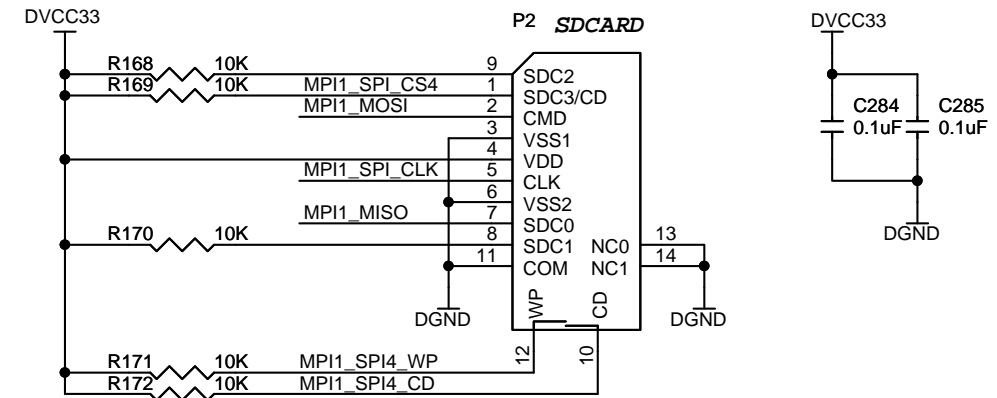 DVCC33
P2 SDCARD
DVCC33
R168 10K 9 SDC2
R169 10K MPI1_SPI_CS4 1 SDC3/CD
MPI1_MOSI 2 CMD
3 VSS1
4 VDD
MPI1_SPI_CLK 5 CLK
6 VSS2
MPI1_MISO 7 SDC0
R170 10K 8 SDC1 NC0 13
11 COM NC1 14
WP CD
DGND
DGND
12 10
R171 10K MPI1_SPI4_WP
R172 10K MPI1_SPI4_CD
C284 C285
0.1uF 0.1uF
DGND